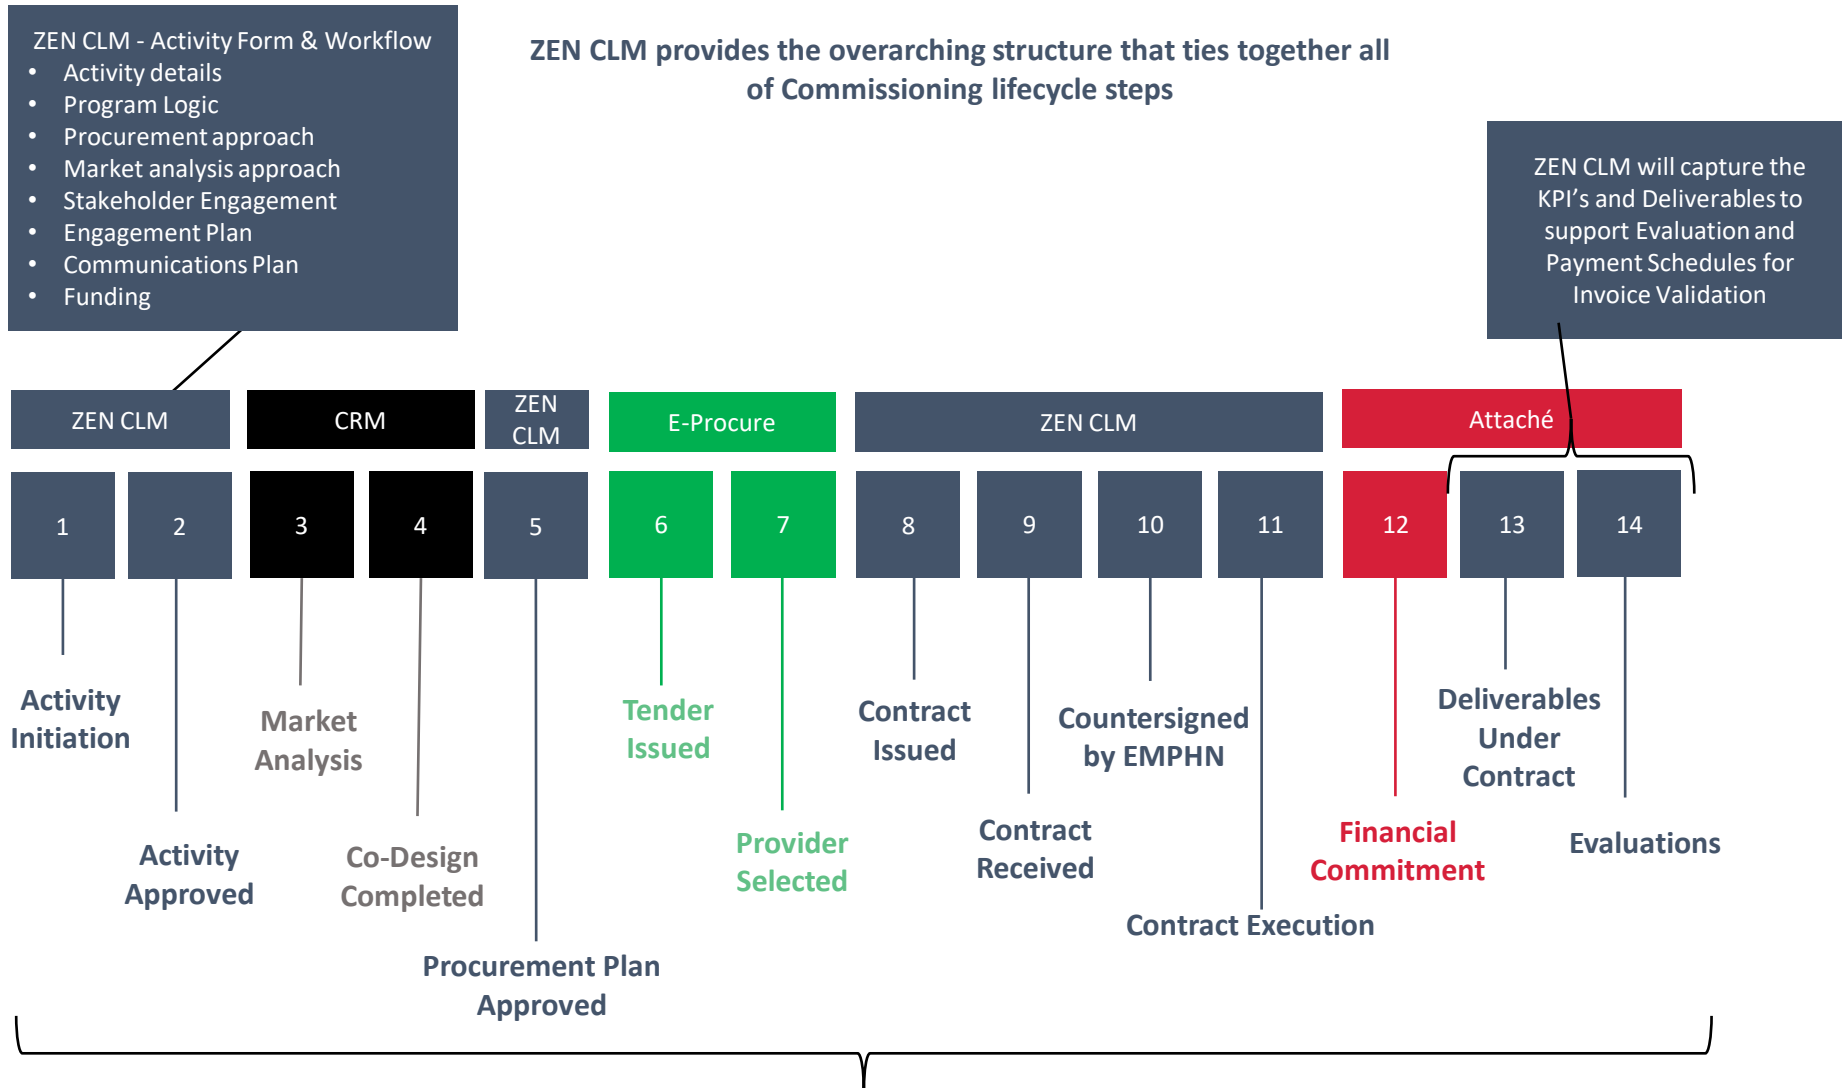 ZEN CLM - Activity Form & Workflow
• Activity details
• Program Logic
• Procurement approach
• Market analysis approach
• Stakeholder Engagement
• Engagement Plan
• Communications Plan
• Funding
ZEN CLM provides the overarching structure that ties together all
of Commissioning lifecycle steps
ZEN CLM will capture the
KPI's and Deliverables to
support Evaluation and
Payment Schedules for
Invoice Validation
ZEN CLM
CRM
ZEN
CLM
E-Procure
ZEN CLM
Attaché
1
2
3
4
5
6
7
8
9
10
11
12
13
14
Activity
Initiation
Activity
Approved
Market
Analysis
Co-Design
Completed
Procurement Plan
Approved
Tender
Issued
Provider
Selected
Contract
Issued
Contract
Received
Countersigned
by EMPHN
Contract Execution
Financial
Commitment
Deliverables
Under
Contract
Evaluations